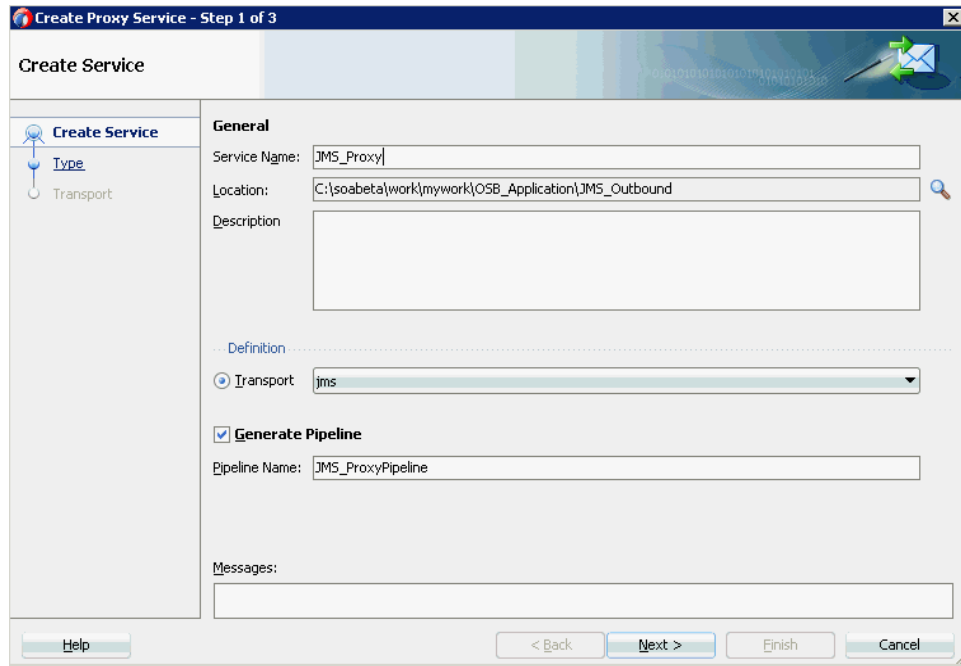 Create Proxy Service - Step 1 of 3
Create Service
Create Service
Type
Transport
General
Service Name: JMS_Proxy
Location: C:\soabeta\work\mywork\OSB_Application\JMS_Outbound
Description
Definition
Transport jms
Generate Pipeline
Pipeline Name: JMS_ProxyPipeline
Messages:
Help < Back Next > Finish Cancel